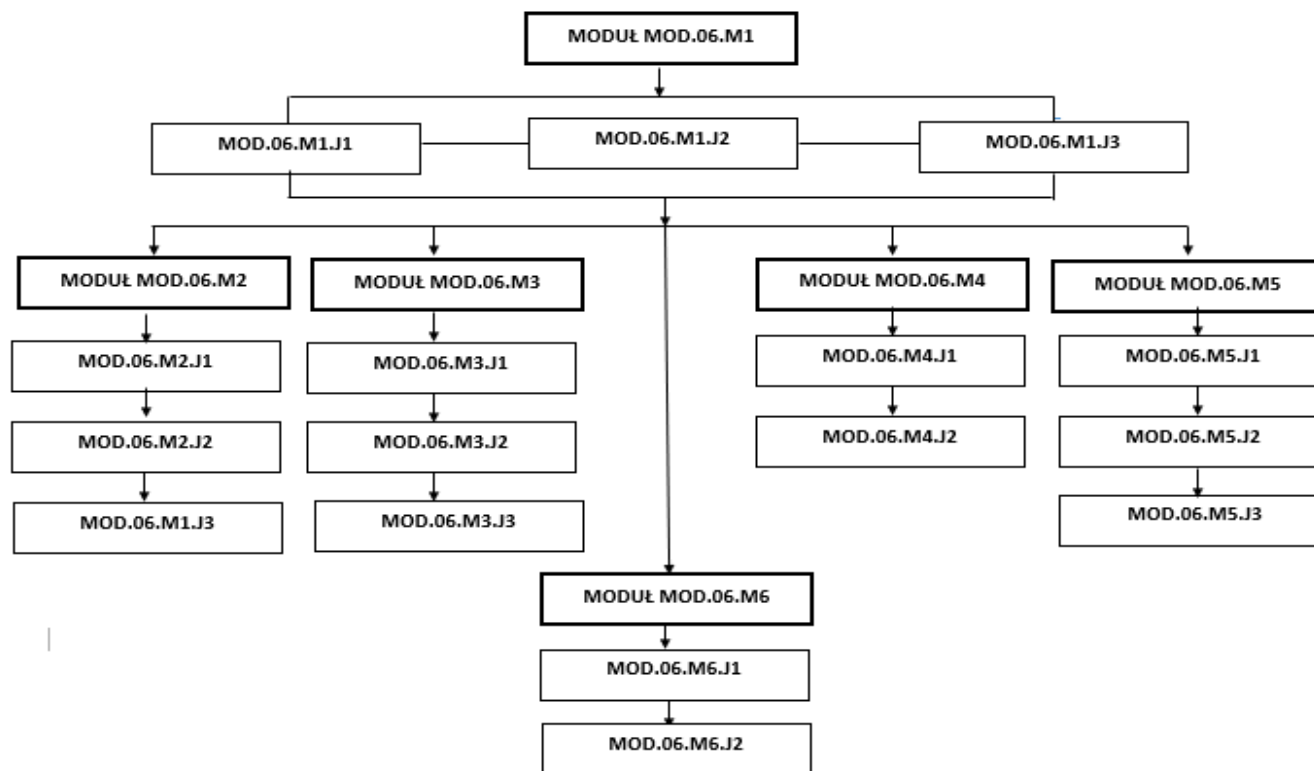 MODUŁ MOD.06.M1
MOD.06.M1.J1
MOD.06.M1.J2
MOD.06.M1.J3
MODUŁ MOD.06.M2
MODUŁ MOD.06.M3
MODUŁ MOD.06.M4
MODUŁ MOD.06.M5
MOD.06.M2.J1
MOD.06.M3.J1
MOD.06.M4.J1
MOD.06.M5.J1
MOD.06.M2.J2
MOD.06.M3.J2
MOD.06.M4.J2
MOD.06.M5.J2
MOD.06.M1.J3
MOD.06.M3.J3
MOD.06.M5.J3
MODUŁ MOD.06.M6
MOD.06.M6.J1
MOD.06.M6.J2